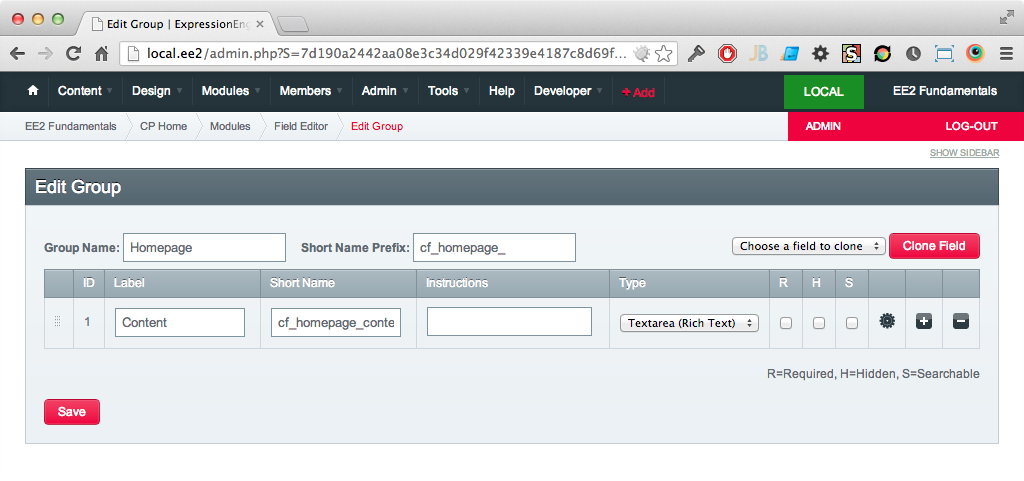 Edit Group | ExpressionEn
local.ee2/admin.php?S=7d190a2442aa08e3c34d029f42339e4187c8d69f...
JB
S
Content Design Modules Members Admin Tools Help Developer + Add LOCAL EE2 Fundamentals
EE2 Fundamentals CP Home Modules Field Editor Edit Group ADMIN LOG-OUT
SHOW SIDEBAR
Edit Group
Group Name: Homepage Short Name Prefix: cf_homepage_ Choose a field to clone Clone Field
ID Label Short Name Instructions Type R H S
1 Content cf_homepage_conte Textarea (Rich Text)
R=Required, H=Hidden, S=Searchable
Save